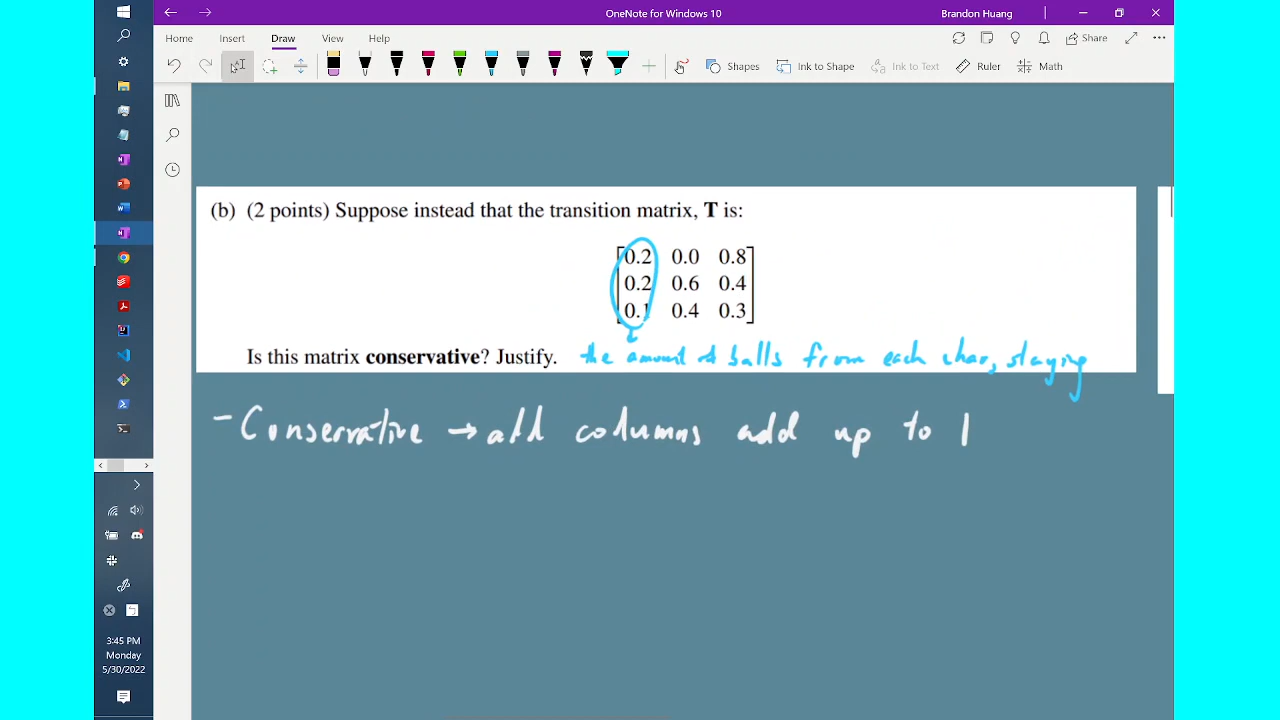 OneNote for Windows 10
Brandon Huang
Home Insert Draw View Help
Share
Shapes Ink to Shape Ink to Text Ruler Math
(b) (2 points) Suppose instead that the transition matrix, T is:
0.2 0.0 0.8
0.2 0.6 0.4
0.1 0.4 0.3
Is this matrix conservative? Justify. the amount of balls from each char, staying
- Conservative → all columns add up to 1
3:45 PM
Monday
5/30/2022